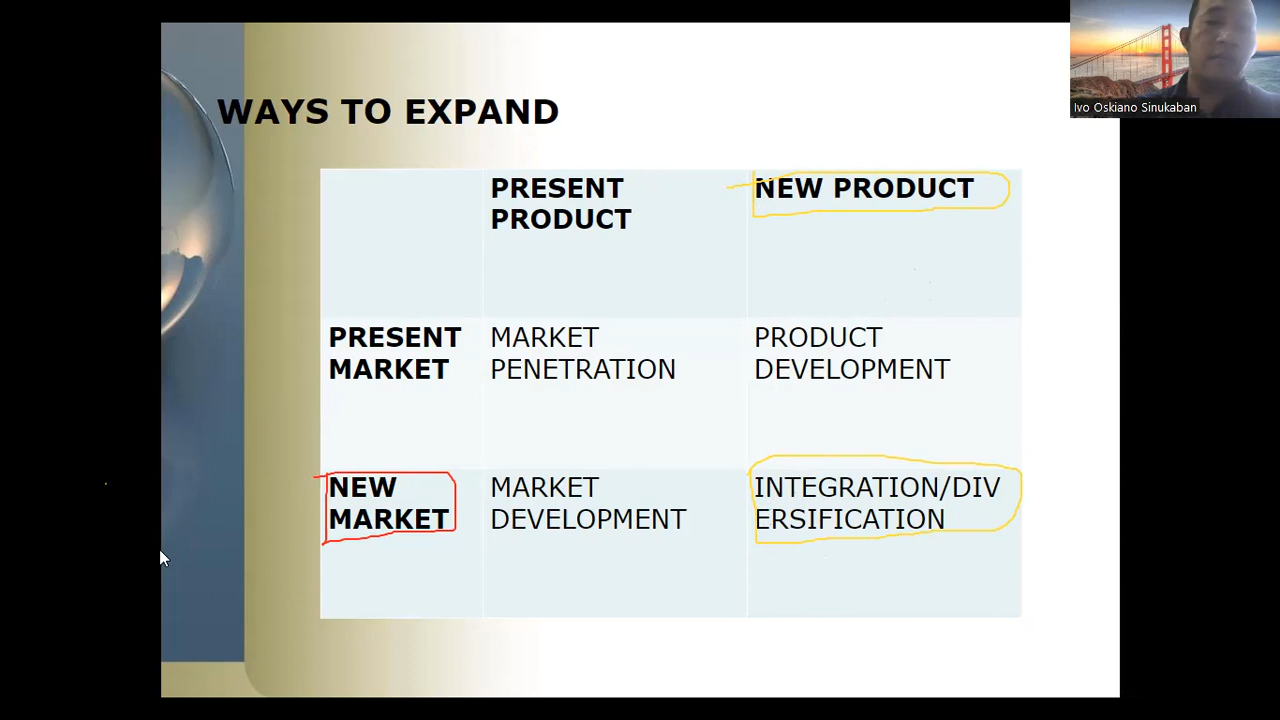 Ivo Oskiano Sinukaban
WAYS TO EXPAND
PRESENT
PRODUCT
NEW PRODUCT
PRESENT
MARKET
MARKET
PENETRATION
PRODUCT
DEVELOPMENT
NEW
MARKET
MARKET
DEVELOPMENT
INTEGRATION/DIV
ERSIFICATION